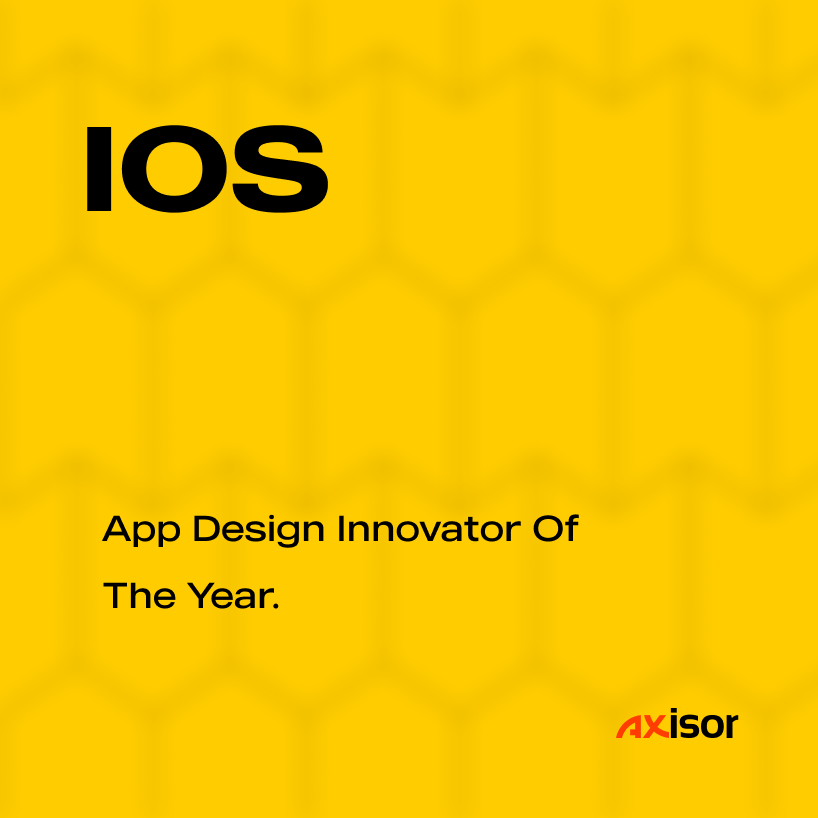 IOS
App Design Innovator Of
The Year.
Axisor